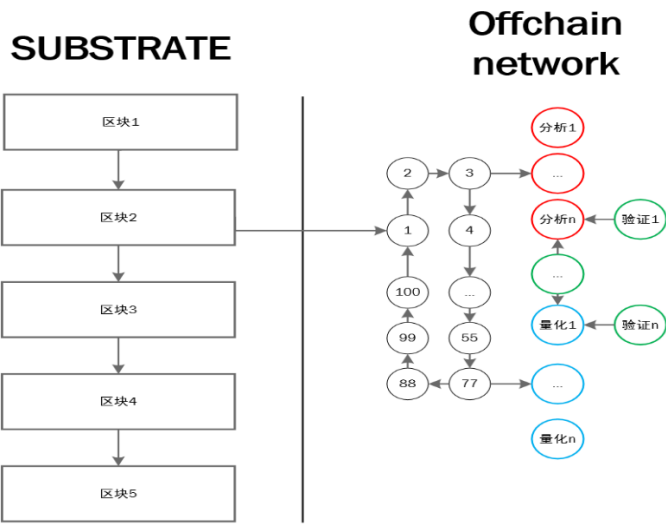 SUBSTRATE
Offchain
network
区块1
区块2
区块3
区块4
区块5
2
3
1
4
100
...
99
55
88
77
分析1
...
分析n
验证1
...
量化1
验证n
...
量化n